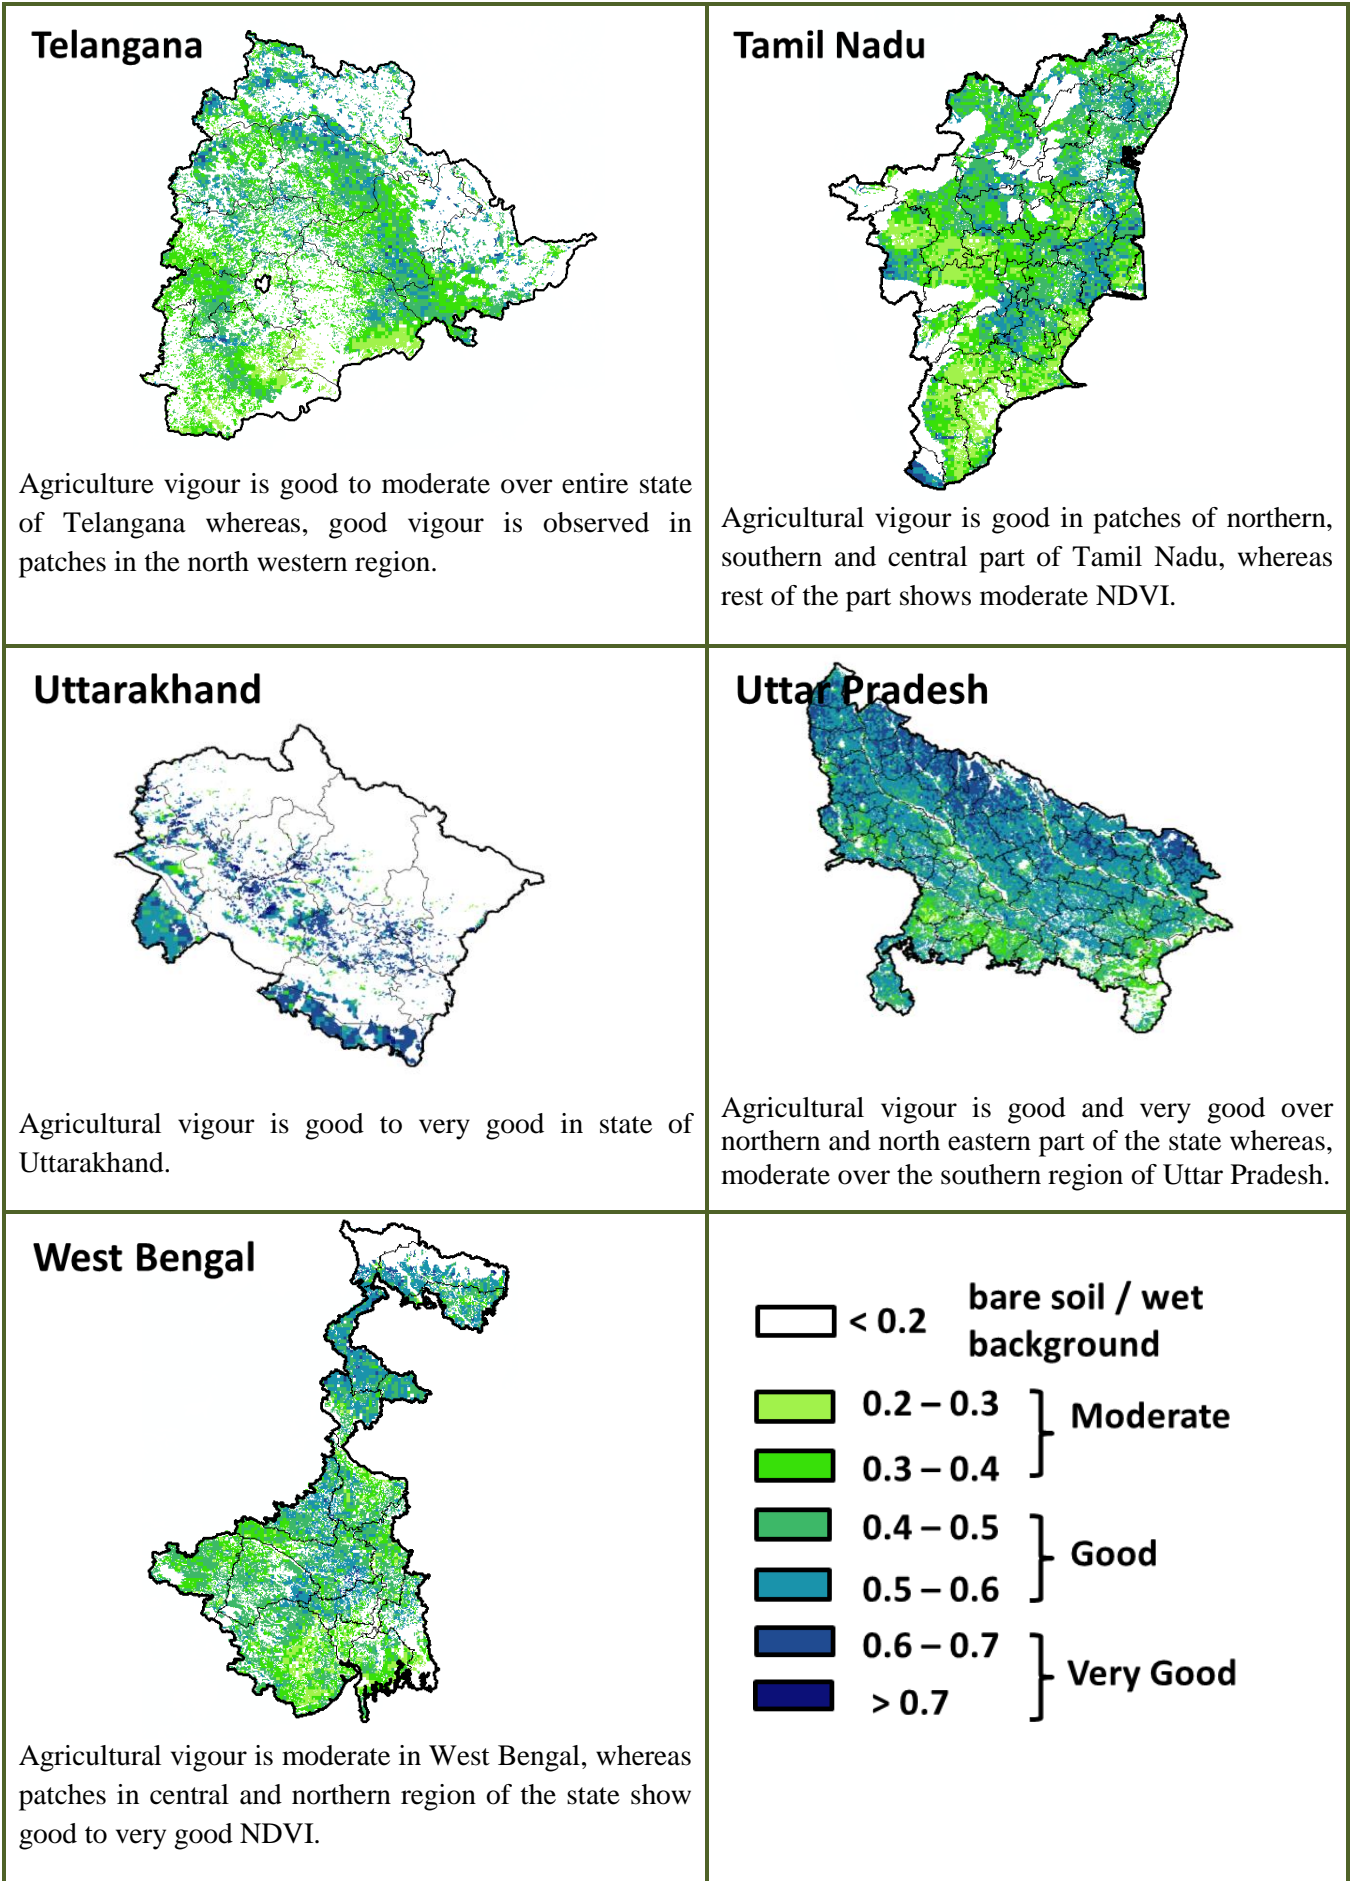 Telangana
Agriculture vigour is good to moderate over entire state
of Telangana whereas, good vigour is observed in
patches in the north western region.
Tamil Nadu
Agricultural vigour is good in patches of northern,
southern and central part of Tamil Nadu, whereas
rest of the part shows moderate NDVI.
Uttarakhand
Agricultural vigour is good to very good in state of
Uttarakhand.
Uttar Pradesh
Agricultural vigour is good and very good over
northern and north eastern part of the state whereas,
moderate over the southern region of Uttar Pradesh.
West Bengal
Agricultural vigour is moderate in West Bengal, whereas
patches in central and northern region of the state show
good to very good NDVI.
< 0.2 bare soil / wet
background
0.2 – 0.3
Moderate
0.3 – 0.4
0.4 – 0.5
Good
0.5 – 0.6
0.6 – 0.7
Very Good
> 0.7